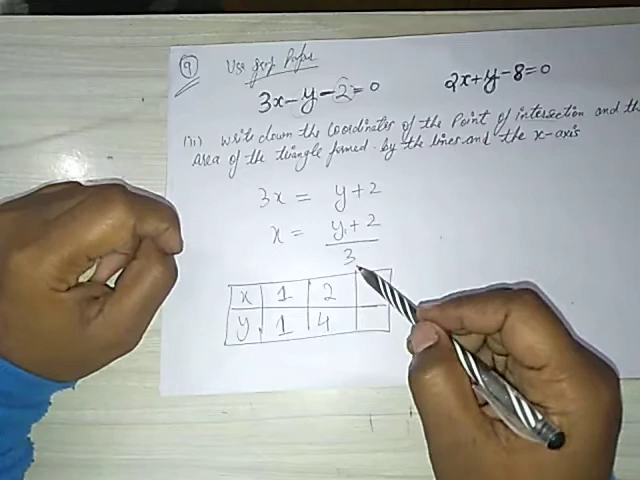 9 Use graph Paper
3x - y - 2 = 0 2x + y - 8 = 0
iii) write down the coordinates of the Point of intersection and the
area of the triangle formed by the lines and the x-axis
3x = y + 2
x = y + 2
3
x 1 2
y 1 4